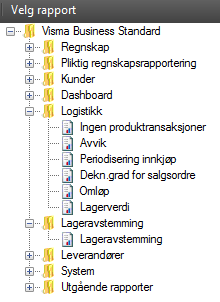 Velg rapport
Visma Business Standard
Regnskap
Pliktig regnskapsrapportering
Kunder
Dashboard
Logistikk
Ingen produktransaksjoner
Avvik
Periodisering innkjøp
Dekn.grad for salgsordre
Omløp
Lagerverdi
Lageravstemming
Lageravstemming
Leverandører
System
Utgående rapporter